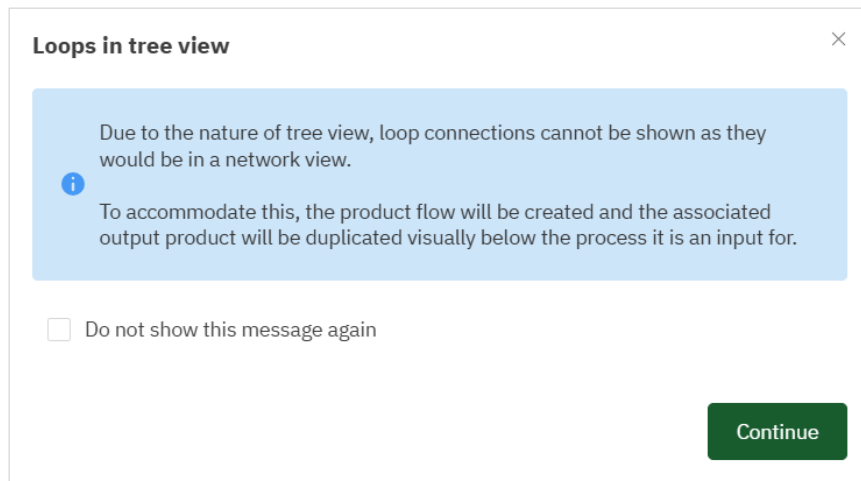 Loops in tree view
Due to the nature of tree view, loop connections cannot be shown as they
would be in a network view.
To accommodate this, the product flow will be created and the associated
output product will be duplicated visually below the process it is an input for.
Do not show this message again
Continue